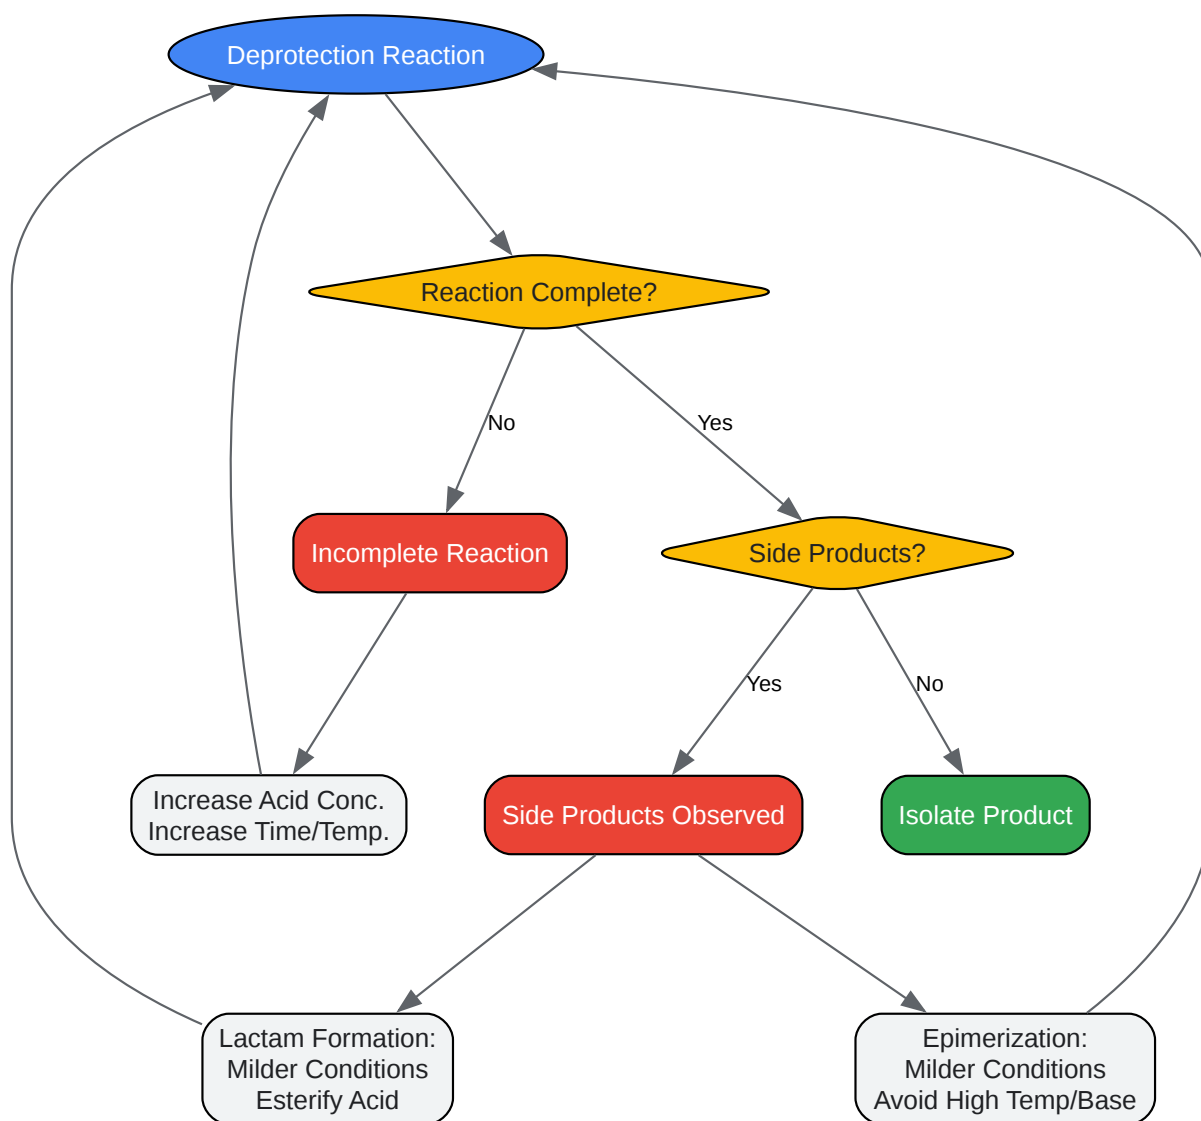 Deprotection Reaction
Reaction Complete?
No
Yes
Incomplete Reaction
Side Products?
Yes
No
Increase Acid Conc.
Increase Time/Temp.
Side Products Observed
Isolate Product
Lactam Formation:
Milder Conditions
Esterify Acid
Epimerization:
Milder Conditions
Avoid High Temp/Base